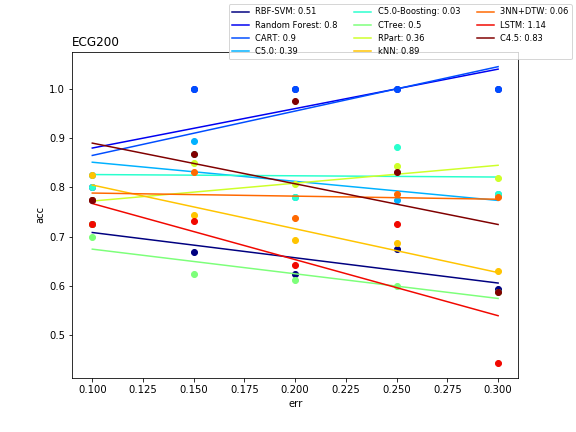 RBF-SVM: 0.51 C5.0-Boosting: 0.03 3NN+DTW: 0.06
Random Forest: 0.8 CTree: 0.5 LSTM: 1.14
CART: 0.9 RPart: 0.36 C4.5: 0.83
C5.0: 0.39 kNN: 0.89
ECG200
1.0
0.9
0.8
0.7
0.6
0.5
acc
0.100 0.125 0.150 0.175 0.200 0.225 0.250 0.275 0.300
err